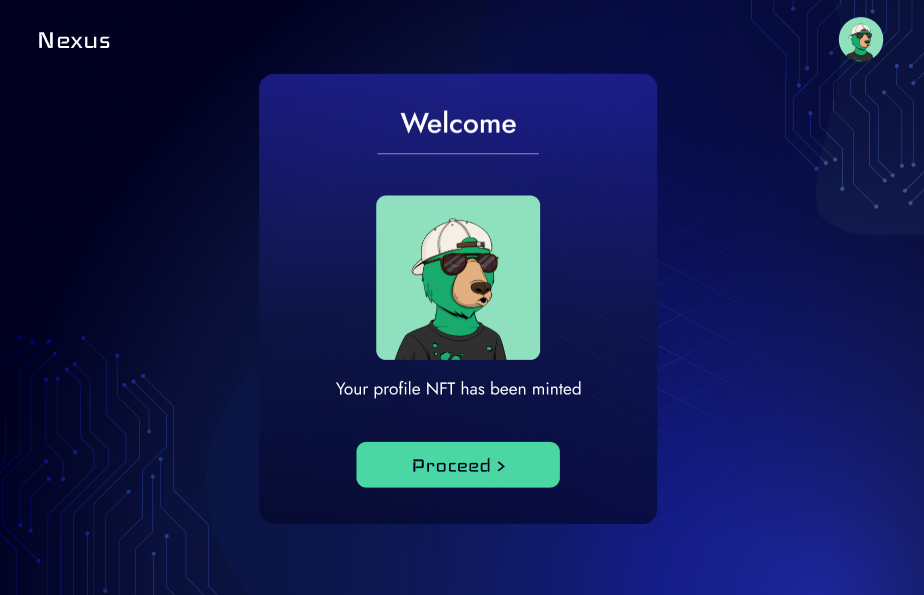 Nexus
Welcome
Your profile NFT has been minted
Proceed >